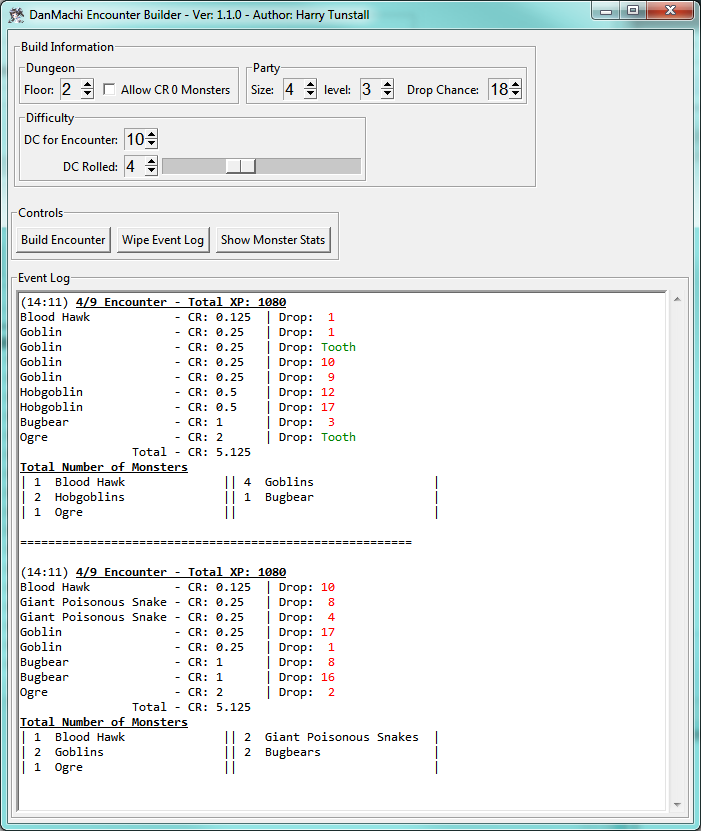 DanMachi Encounter Builder - Ver: 1.1.0 - Author: Harry Tunstall
Build Information
Dungeon
Floor: 2 Allow CR 0 Monsters
Party
Size: 4 level: 3 Drop Chance: 18
Difficulty
DC for Encounter: 10
DC Rolled: 4
Controls
Build Encounter Wipe Event Log Show Monster Stats
Event Log
(14:11) 4/9 Encounter - Total XP: 1080
Blood Hawk - CR: 0.125 | Drop: 1
Goblin - CR: 0.25 | Drop: 1
Goblin - CR: 0.25 | Drop: Tooth
Goblin - CR: 0.25 | Drop: 10
Goblin - CR: 0.25 | Drop: 9
Hobgoblin - CR: 0.5 | Drop: 12
Hobgoblin - CR: 0.5 | Drop: 17
Bugbear - CR: 1 | Drop: 3
Ogre - CR: 2 | Drop: Tooth
Total - CR: 5.125
Total Number of Monsters
| 1 Blood Hawk || 4 Goblins |
| 2 Hobgoblins || 1 Bugbear |
| 1 Ogre || |
========================================================
(14:11) 4/9 Encounter - Total XP: 1080
Blood Hawk - CR: 0.125 | Drop: 10
Giant Poisonous Snake - CR: 0.25 | Drop: 8
Giant Poisonous Snake - CR: 0.25 | Drop: 4
Goblin - CR: 0.25 | Drop: 17
Goblin - CR: 0.25 | Drop: 1
Bugbear - CR: 1 | Drop: 8
Bugbear - CR: 1 | Drop: 16
Ogre - CR: 2 | Drop: 2
Total - CR: 5.125
Total Number of Monsters
| 1 Blood Hawk || 2 Giant Poisonous Snakes |
| 2 Goblins || 2 Bugbears |
| 1 Ogre || |